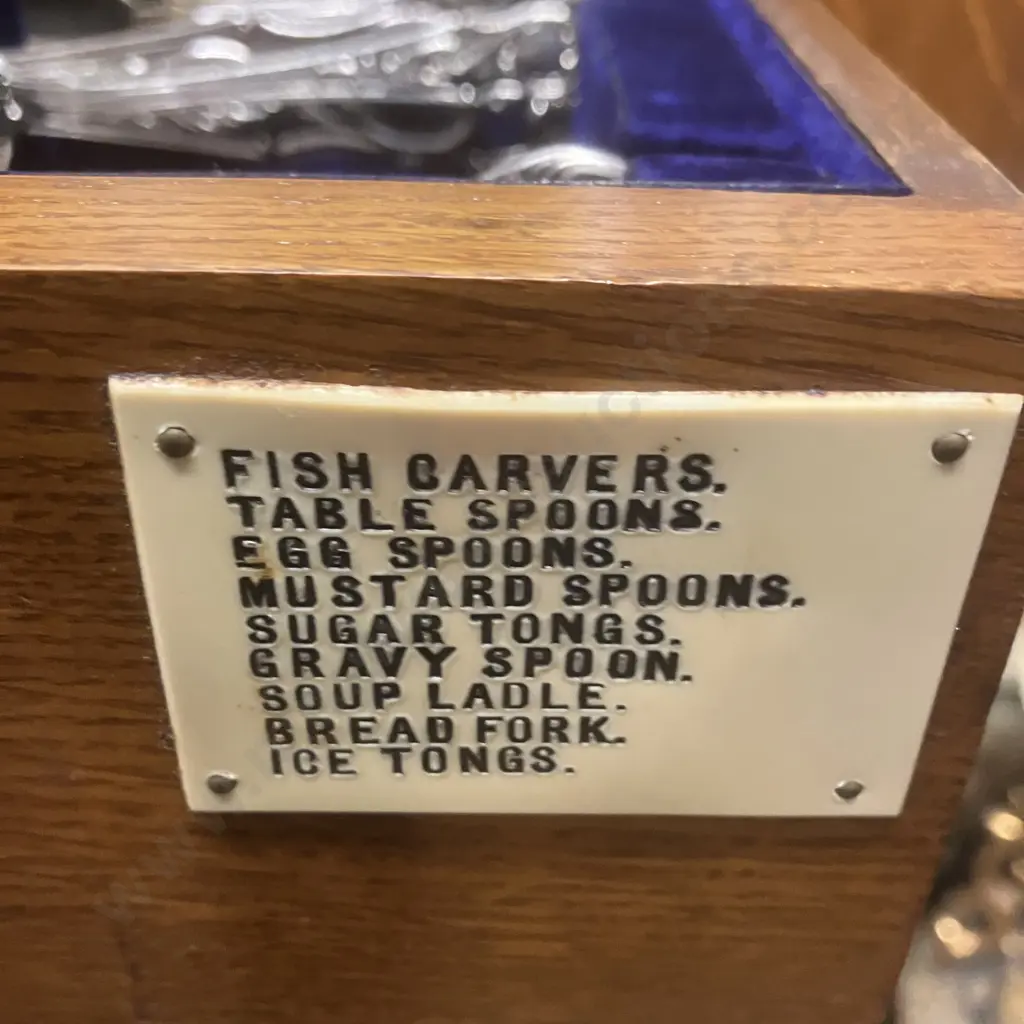 FISH CARVERS.
TABLE SPOONS.
EGG SPOONS.
MUSTARD SPOONS.
SUGAR TONGS.
GRAVY SPOON.
SOUP LADLE.
BREAD FORK.
ICE TONGS.